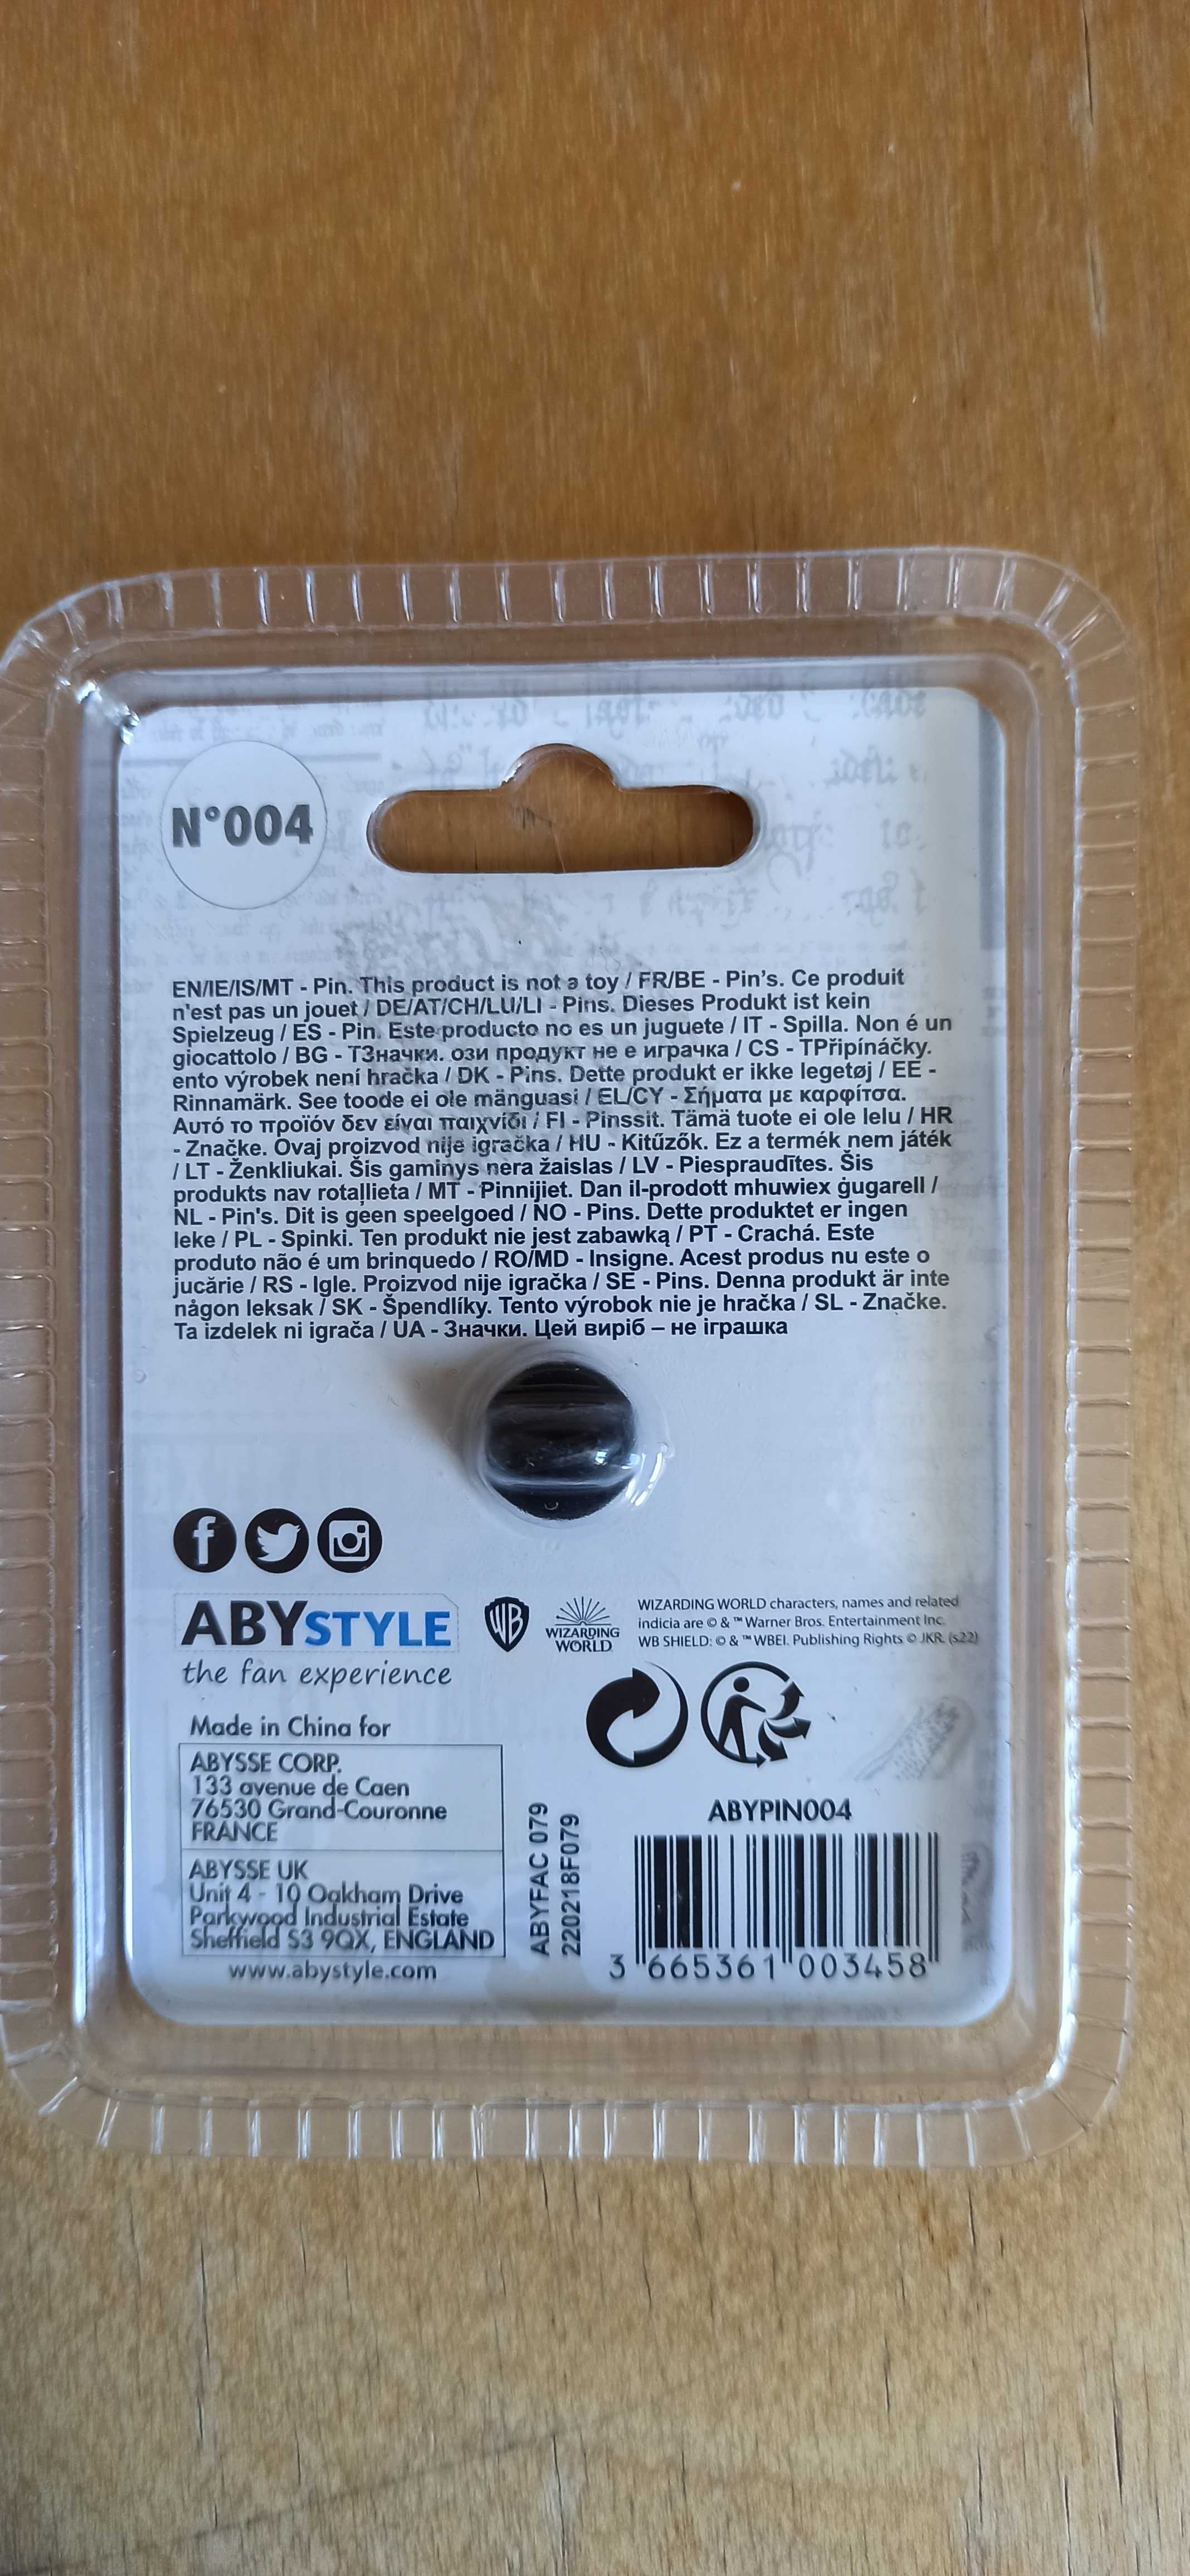 N°004
EN/IE/IS/MT - Pin. This product is not a toy / FR/BE - Pin's. Ce produit
n'est pas un jouet / DE/AT/CH/LU/LI - Pins. Dieses Produkt ist kein
Spielzeug / ES - Pin. Este producto no es un juguete / IT - Spilla. Non é un
giocattolo / BG - TЗначки. ози продукт не е играчка / CS - TPřipínáčky.
ento výrobek není hračka / DK - Pins. Dette produkt er ikke legetøj / EE -
Rinnamärk. See toode ei ole mänguasi / EL/CY - Σήματα με καρφίτσα.
Αυτό το προϊόν δεν είναι παιχνίδι / FI - Pinssit. Tämä tuote ei ole lelu / HR
- Značke. Ovaj proizvod nije igračka / HU - Kitűzők. Ez a termék nem játék
/ LT - Ženkliukai. Šis gaminys nera žaislas / LV - Piespraudītes. Šis
produkts nav rotaļlieta / MT - Pinnijiet. Dan il-prodott mhuwiex ġugarell /
NL - Pin's. Dit is geen speelgoed / NO - Pins. Dette produktet er ingen
leke / PL - Spinki. Ten produkt nie jest zabawką / PT - Crachá. Este
produto não é um brinquedo / RO/MD - Insigne. Acest produs nu este o
jucărie / RS - Igle. Proizvod nije igračka / SE - Pins. Denna produkt är inte
någon leksak / SK - Špendlíky. Tento výrobok nie je hračka / SL - Značke.
Ta izdelek ni igrača / UA - Значки. Цей виріб – не іграшка
ABYSTYLE
the fan experience
WB
WIZARDING
WORLD
WIZARDING WORLD characters, names and related
indicia are © & ™ Warner Bros. Entertainment Inc.
WB SHIELD: © & ™ WBEI. Publishing Rights © JKR. (s22)
Made in China for
ABYSSE CORP.
133 avenue de Caen
76530 Grand-Couronne
FRANCE
ABYSSE UK
Unit 4 - 10 Oakham Drive
Parkwood Industrial Estate
Sheffield S3 9QX, ENGLAND
www.abystyle.com
ABYFAC 079
220218F079
ABYPIN004
3 665361 003458